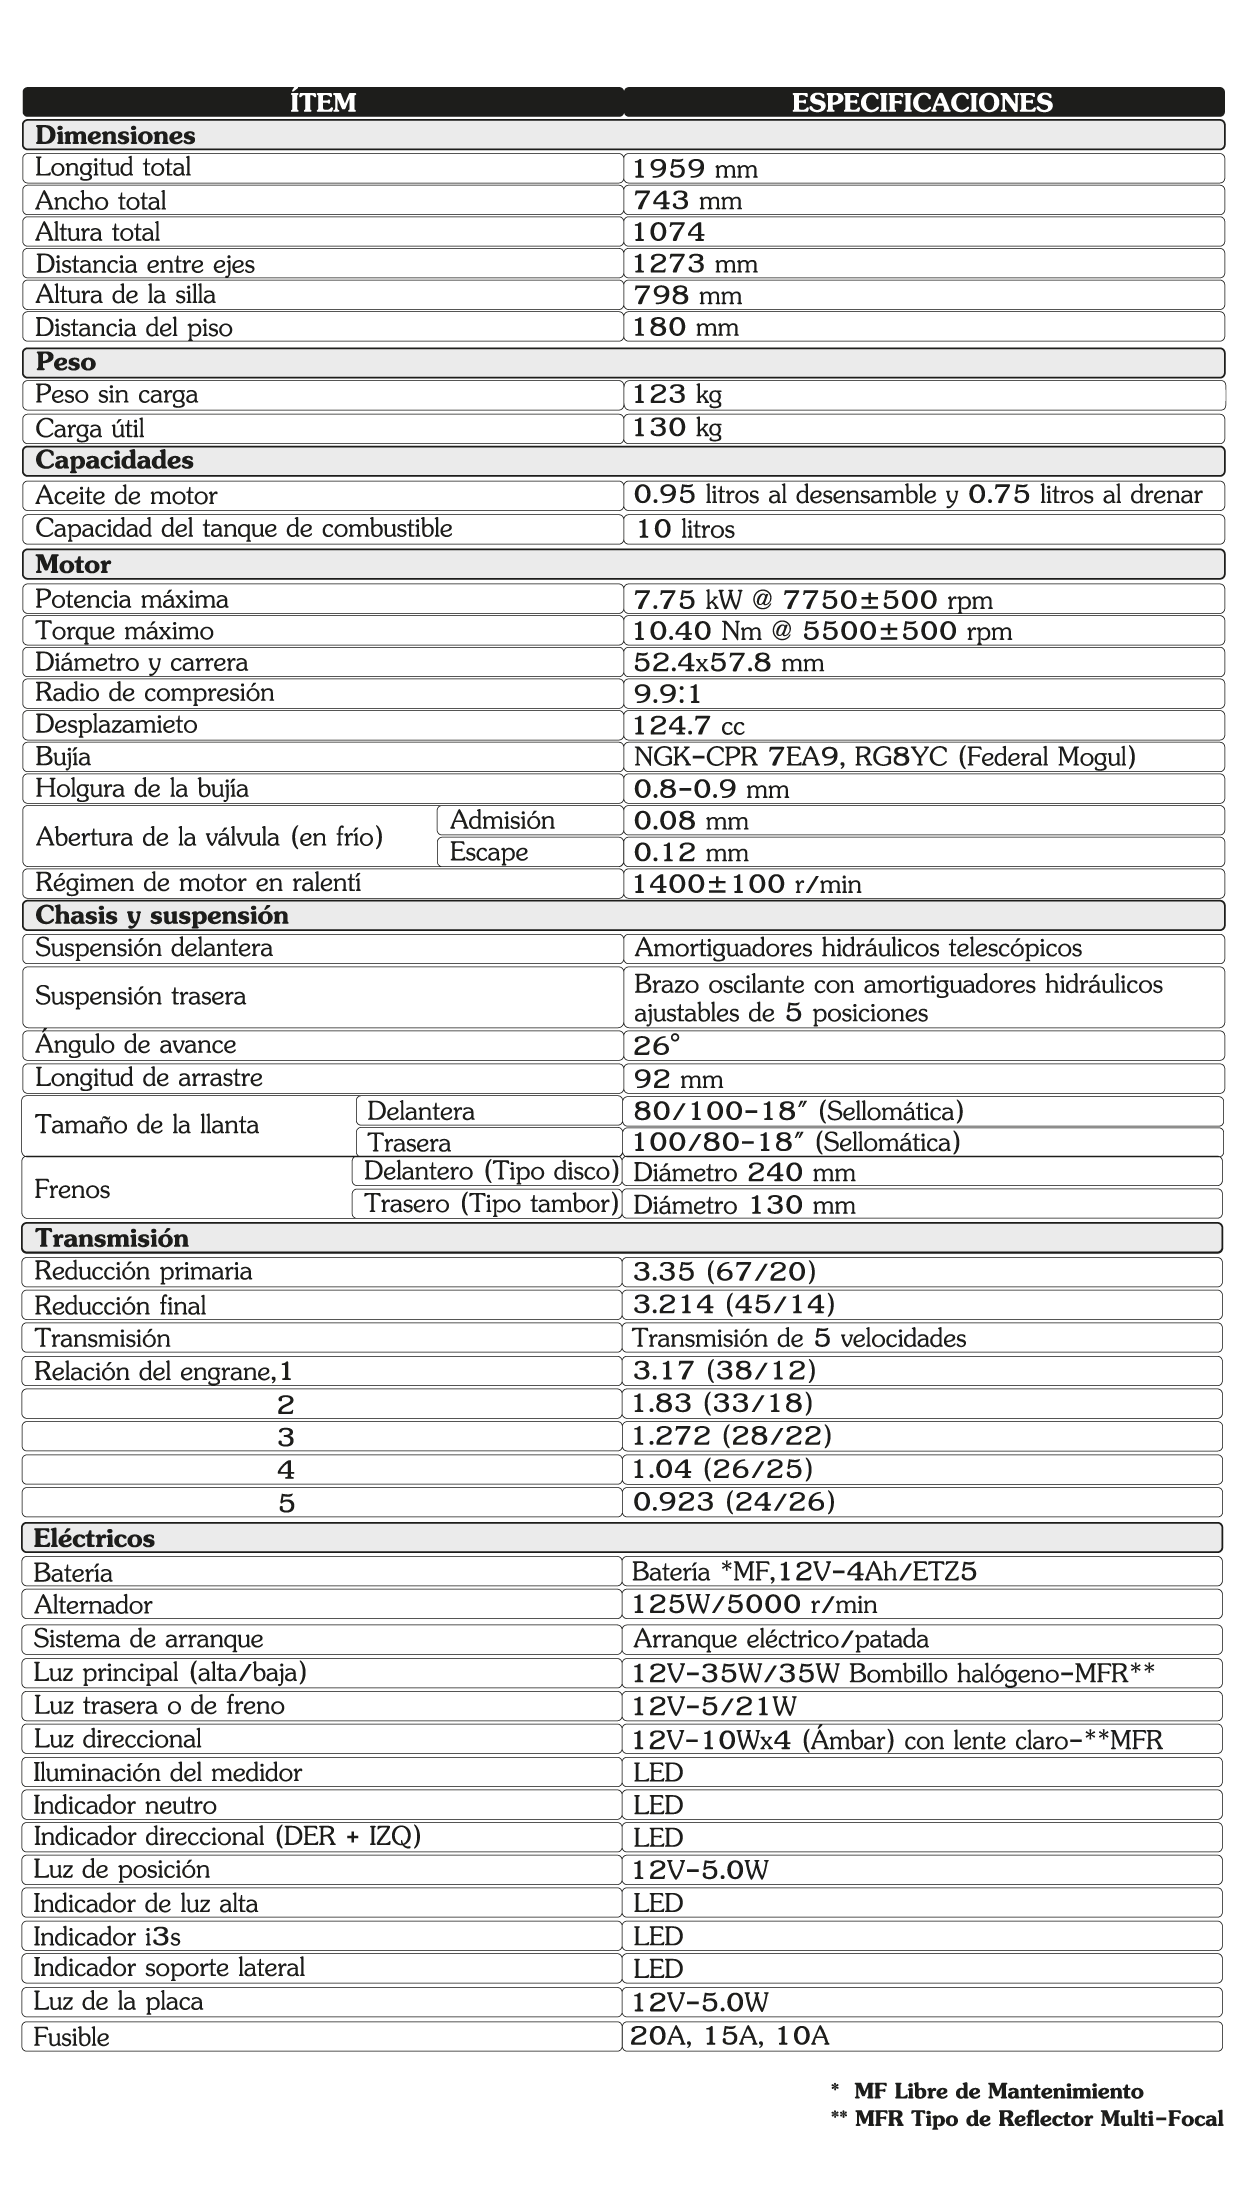 ÍTEM ESPECIFICACIONES
Dimensiones
Longitud total 1959 mm
Ancho total 743 mm
Altura total 1074
Distancia entre ejes 1273 mm
Altura de la silla 798 mm
Distancia del piso 180 mm
Peso
Peso sin carga 123 kg
Carga útil 130 kg
Capacidades
Aceite de motor 0.95 litros al desensamble y 0.75 litros al drenar
Capacidad del tanque de combustible 10 litros
Motor
Potencia máxima 7.75 kW @ 7750±500 rpm
Torque máximo 10.40 Nm @ 5500±500 rpm
Diámetro y carrera 52.4x57.8 mm
Radio de compresión 9.9:1
Desplazamieto 124.7 cc
Bujía NGK-CPR 7EA9, RG8YC (Federal Mogul)
Holgura de la bujía 0.8-0.9 mm
Abertura de la válvula (en frío) Admisión 0.08 mm
Escape 0.12 mm
Régimen de motor en ralentí 1400±100 r/min
Chasis y suspensión
Suspensión delantera Amortiguadores hidráulicos telescópicos
Suspensión trasera Brazo oscilante con amortiguadores hidráulicos
ajustables de 5 posiciones
Ángulo de avance 26°
Longitud de arrastre 92 mm
Tamaño de la llanta Delantera 80/100-18″ (Sellomática)
Trasera 100/80-18″ (Sellomática)
Frenos Delantero (Tipo disco) Diámetro 240 mm
Trasero (Tipo tambor) Diámetro 130 mm
Transmisión
Reducción primaria 3.35 (67/20)
Reducción final 3.214 (45/14)
Transmisión Transmisión de 5 velocidades
Relación del engrane,1 3.17 (38/12)
2 1.83 (33/18)
3 1.272 (28/22)
4 1.04 (26/25)
5 0.923 (24/26)
Eléctricos
Batería Batería *MF,12V-4Ah/ETZ5
Alternador 125W/5000 r/min
Sistema de arranque Arranque eléctrico/patada
Luz principal (alta/baja) 12V-35W/35W Bombillo halógeno-MFR**
Luz trasera o de freno 12V-5/21W
Luz direccional 12V-10Wx4 (Ámbar) con lente claro-**MFR
Iluminación del medidor LED
Indicador neutro LED
Indicador direccional (DER + IZQ) LED
Luz de posición 12V-5.0W
Indicador de luz alta LED
Indicador i3s LED
Indicador soporte lateral LED
Luz de la placa 12V-5.0W
Fusible 20A, 15A, 10A
* MF Libre de Mantenimiento
** MFR Tipo de Reflector Multi-Focal